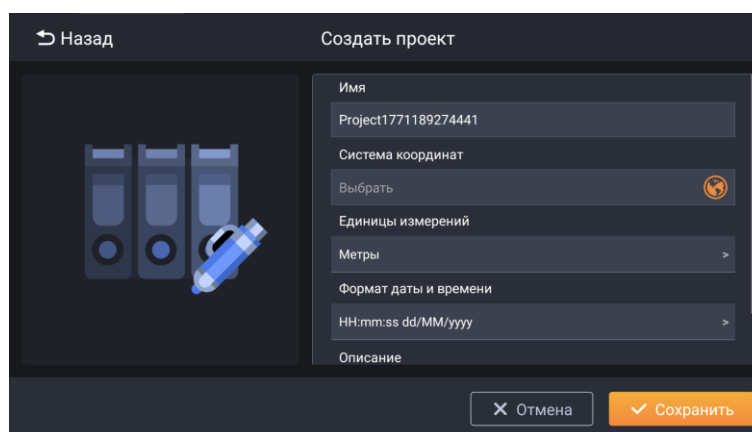 Назад
Создать проект
Имя
Project1771189274441
Система координат
Выбрать
Единицы измерений
Метры >
Формат даты и времени
HH:mm:ss dd/MM/yyyy >
Описание
Отмена
Сохранить